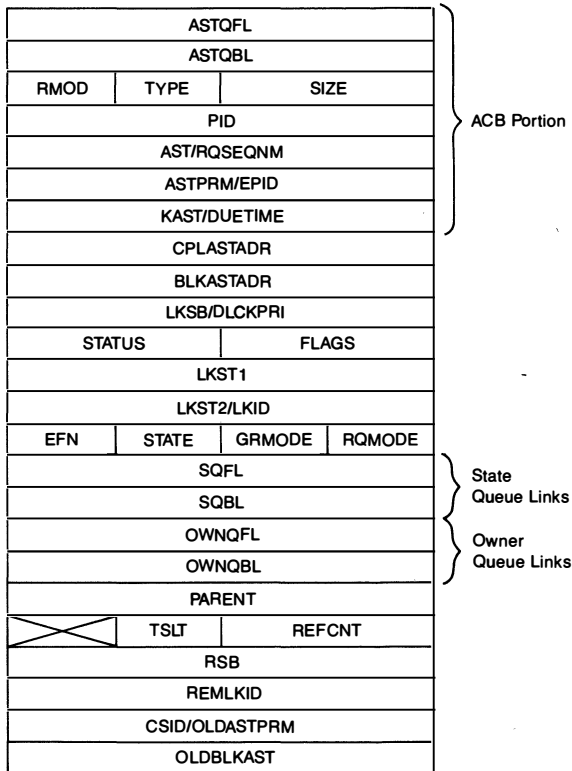 ASTQFL
ASTQBL
RMOD TYPE SIZE
PID
ACB Portion
AST/RQSEQNM
ASTPRM/EPID
KAST/DUETIME
CPLASTADR
BLKASTADR
LKSB/DLCKPRI
STATUS FLAGS
LKST1
LKST2/LKID
EFN STATE GRMODE RQMODE
SQFL
SQBL
State
Queue Links
OWNQFL
OWNQBL
Owner
Queue Links
PARENT
TSLT REFCNT
RSB
REMLKID
CSID/OLDASTPRM
OLDBLKAST